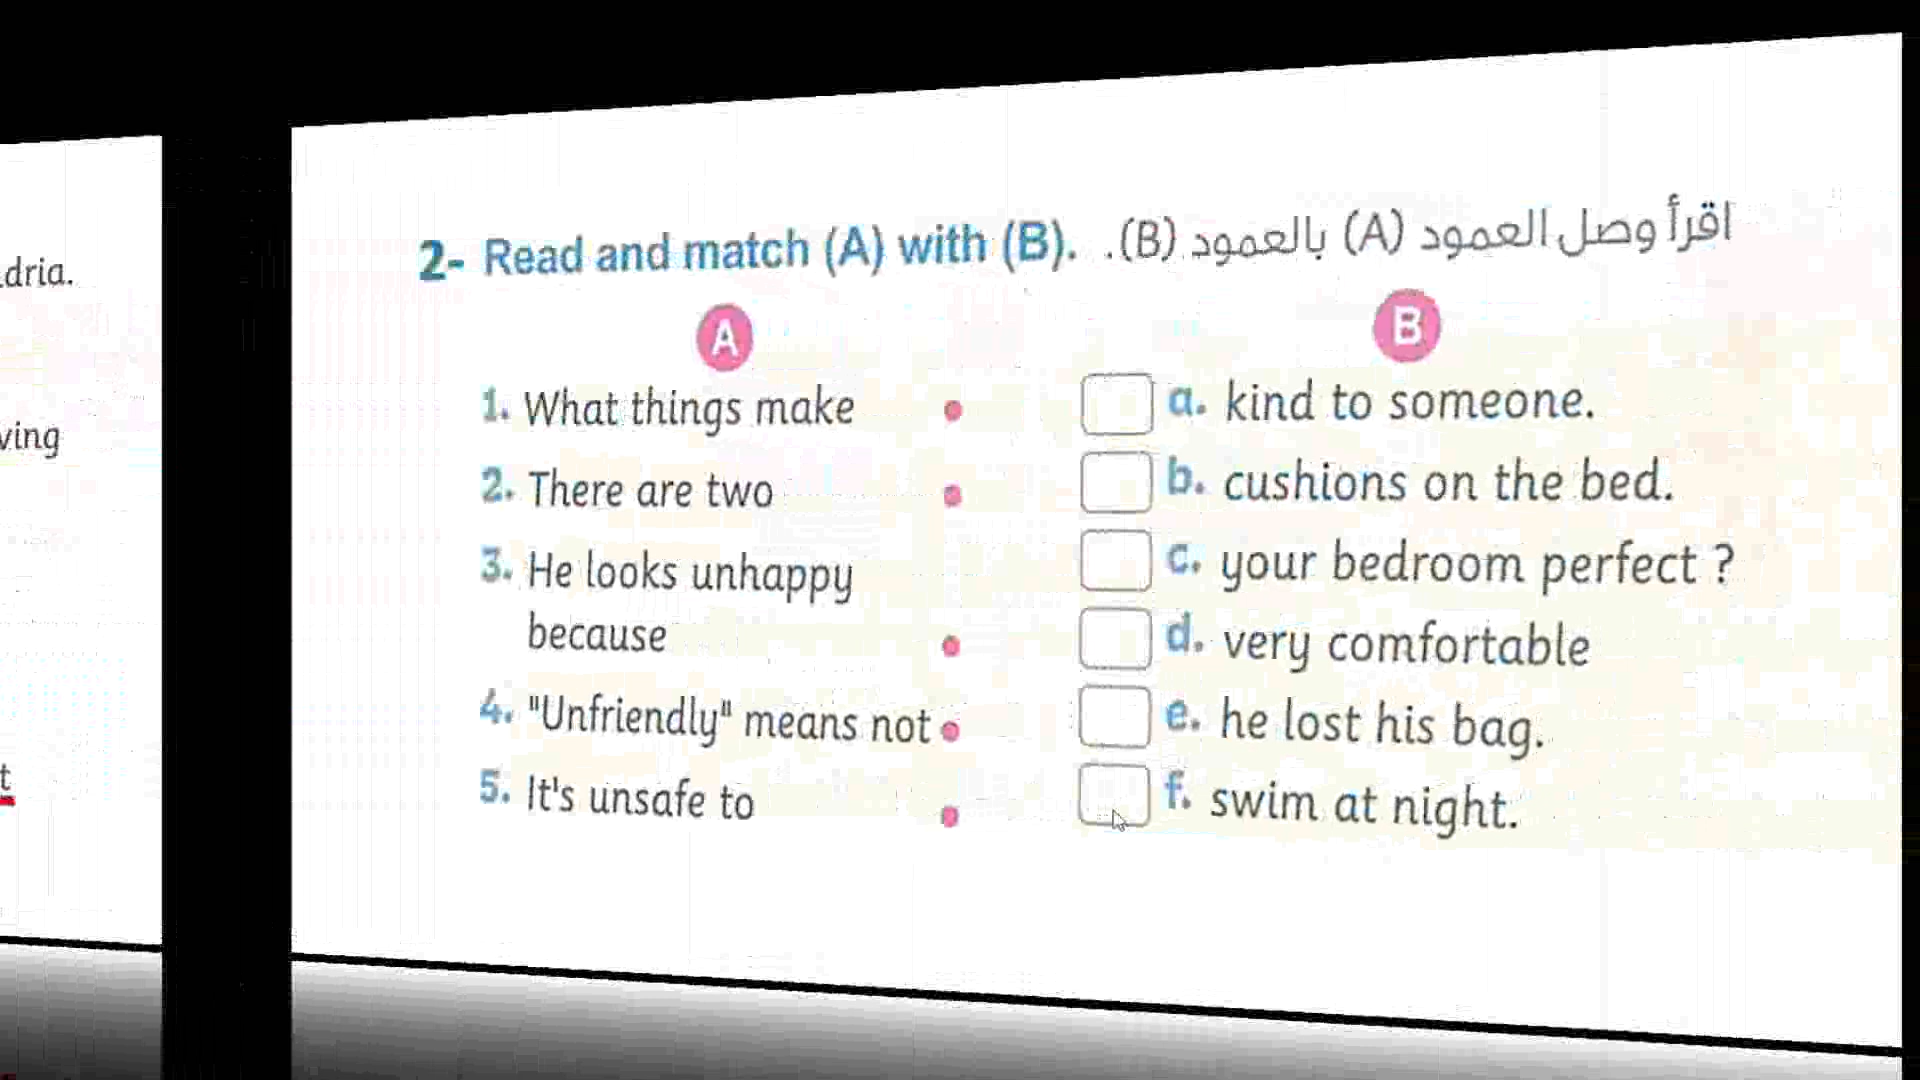 dria.
ving
t
2- Read and match (A) with (B). اقرأ وصل العمود (A) بالعمود (B).
A
B
1. What things make
a. kind to someone.
2. There are two
b. cushions on the bed.
3. He looks unhappy
because
c. your bedroom perfect ?
d. very comfortable
4. "Unfriendly" means not
e. he lost his bag.
5. It's unsafe to
f. swim at night.